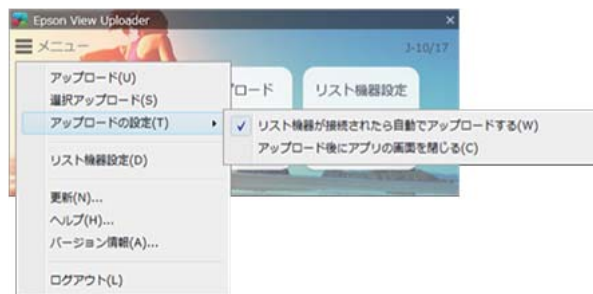 Epson View Uploader
メニュー
J-10/17
アップロード(U)
選択アップロード(S)
アップロードの設定(T)
リスト機器設定(D)
更新(N)...
ヘルプ(H)...
バージョン情報(A)...
ログアウト(L)
ロード
リスト機器設定
リスト機器が接続されたら自動でアップロードする(W)
アップロード後にアプリの画面を閉じる(C)